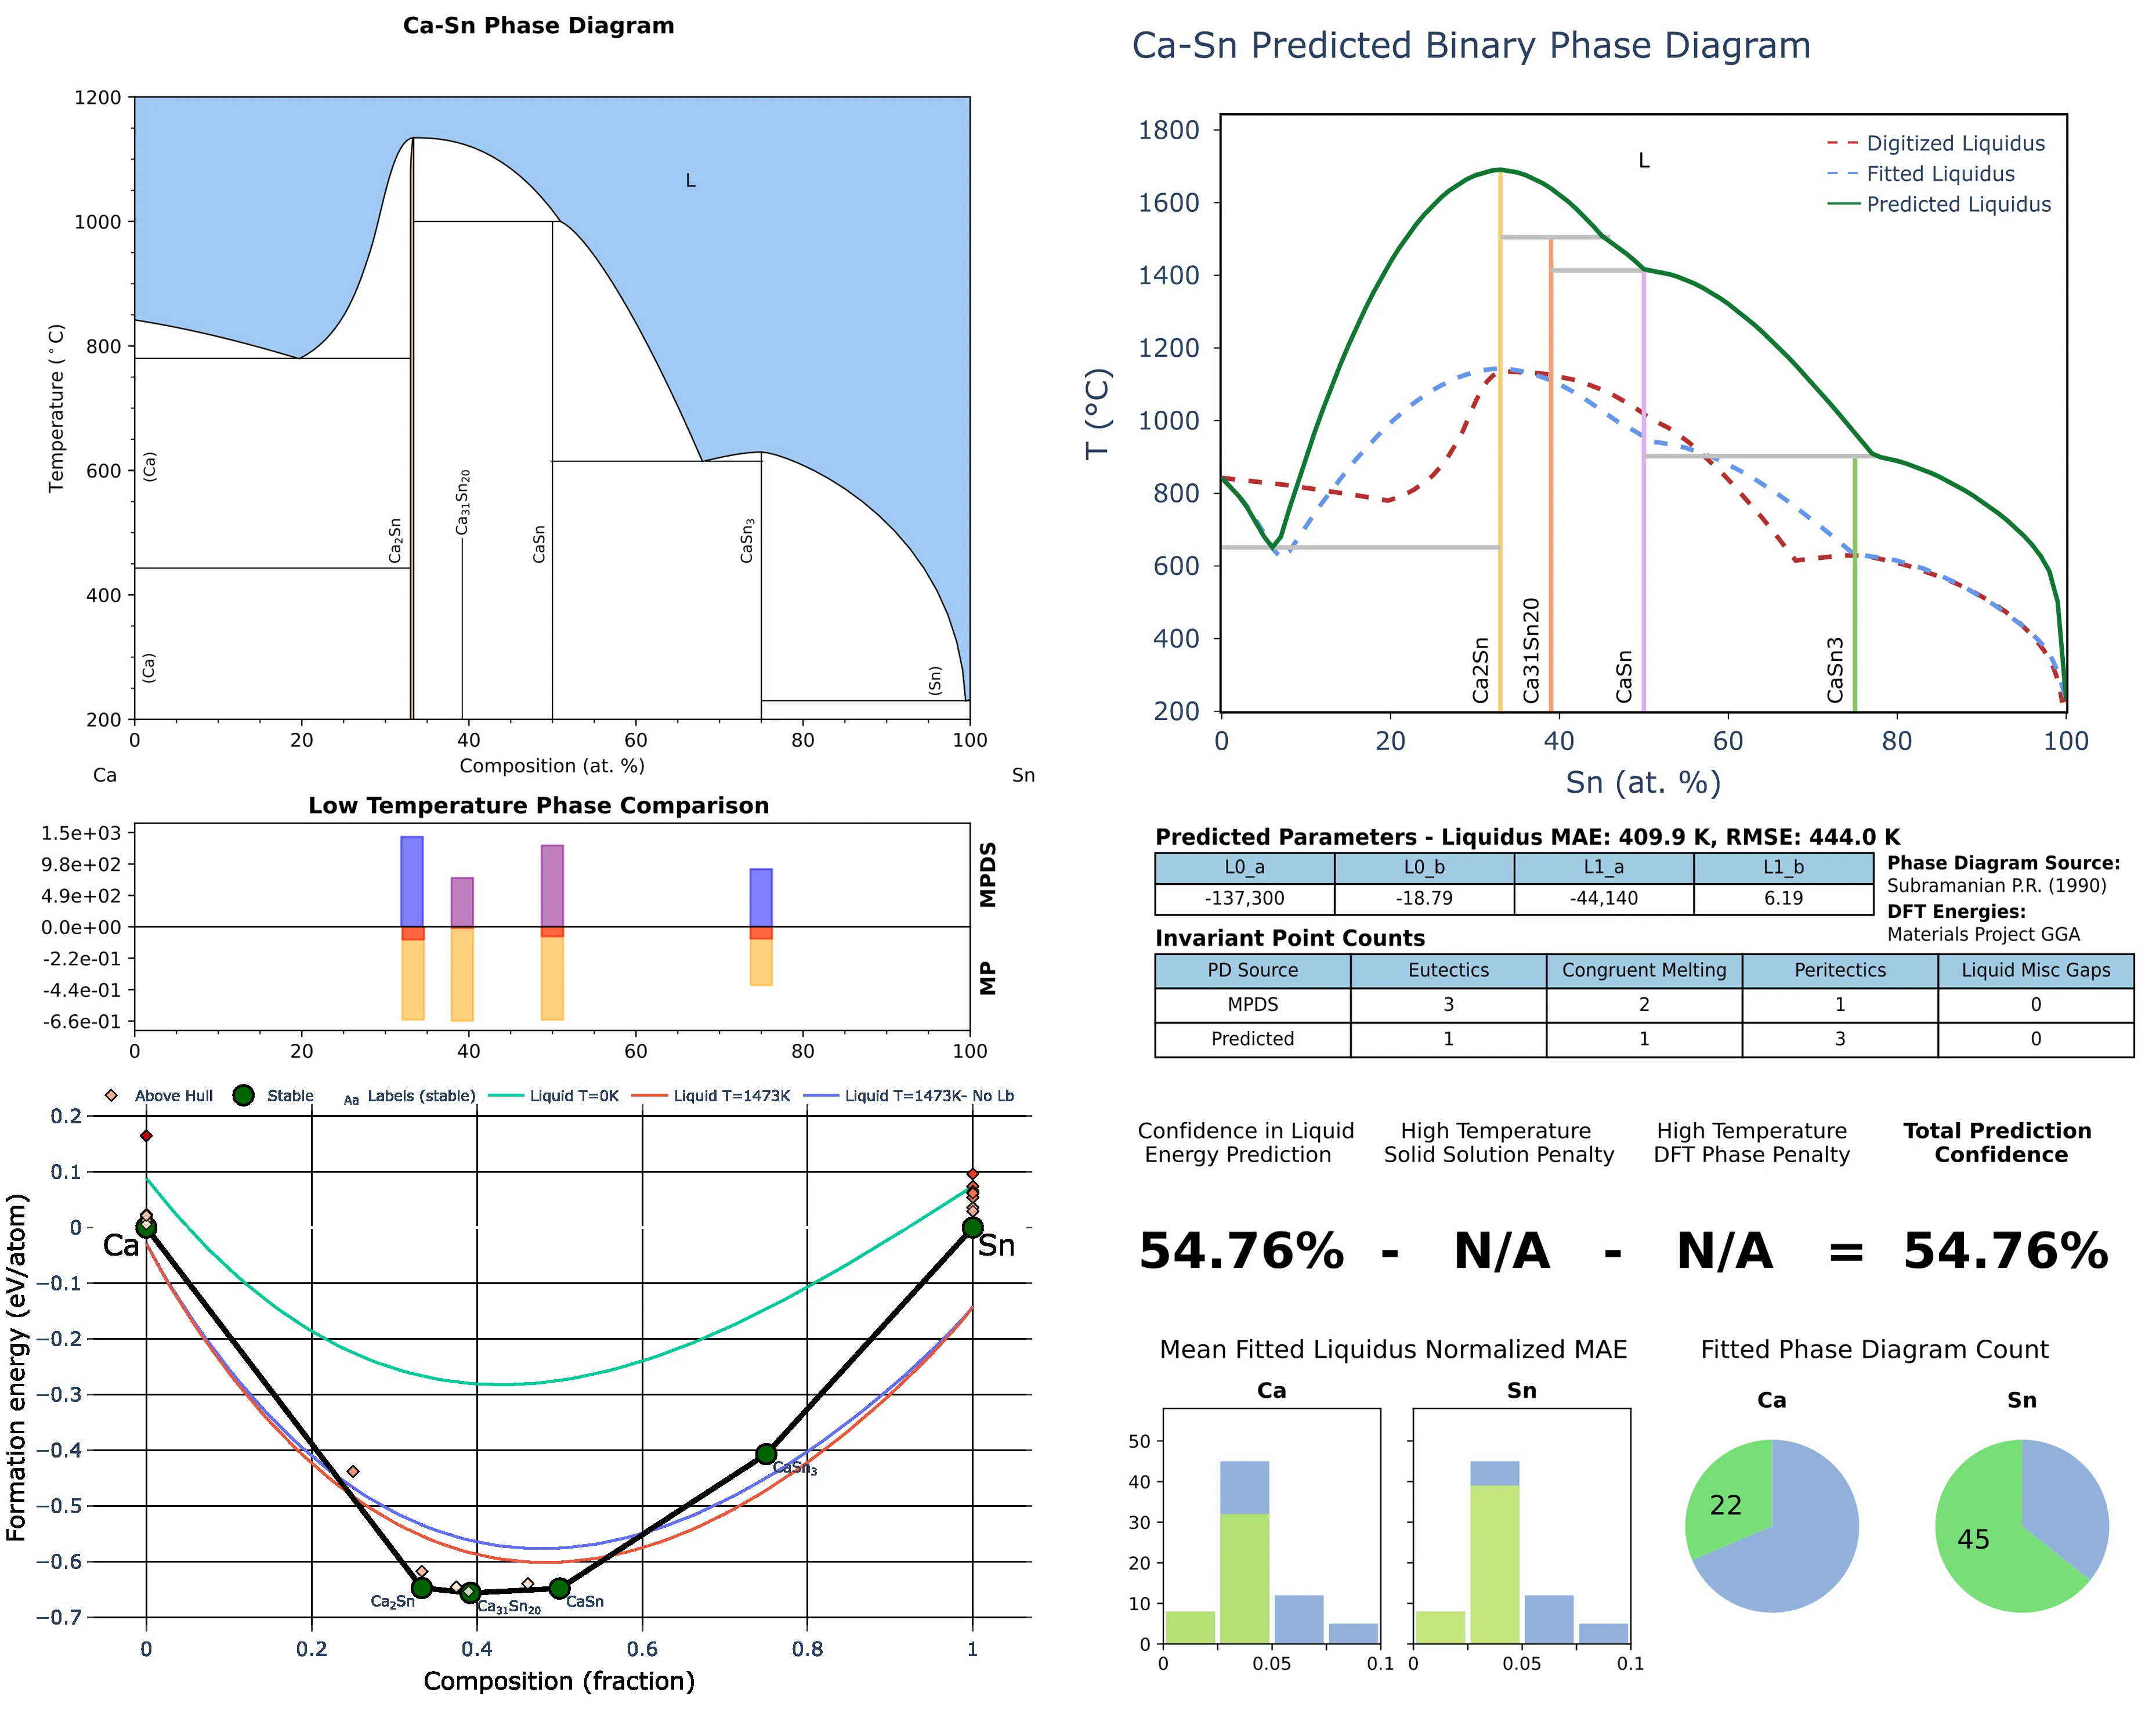 Ca-Sn Phase Diagram
1200
1000
800
600
400
200
Temperature (°C)
L
(Ca)
(Ca)
Ca2Sn
Ca31Sn20
CaSn
CaSn3
(Sn)
0 20 40 60 80 100
Ca Composition (at. %) Sn
Low Temperature Phase Comparison
1.5e+03
9.8e+02
4.9e+02
0.0e+00
-2.2e-01
-4.4e-01
-6.6e-01
MPDS
MP
0 20 40 60 80 100
Above Hull Stable Aa Labels (stable) Liquid T=0K Liquid T=1473K Liquid T=1473K- No Lb
0.2
0.1
0
−0.1
−0.2
−0.3
−0.4
−0.5
−0.6
−0.7
Formation energy (eV/atom)
Ca
Sn
CaSn3
Ca2Sn
Ca31Sn20
CaSn
0 0.2 0.4 0.6 0.8 1
Composition (fraction)
Ca-Sn Predicted Binary Phase Diagram
1800
1600
1400
1200
1000
800
600
400
200
T (°C)
L
Digitized Liquidus
Fitted Liquidus
Predicted Liquidus
Ca2Sn
Ca31Sn20
CaSn
CaSn3
0 20 40 60 80 100
Sn (at. %)
Predicted Parameters - Liquidus MAE: 409.9 K, RMSE: 444.0 K
L0_a L0_b L1_a L1_b
-137,300 -18.79 -44,140 6.19
Phase Diagram Source:
Subramanian P.R. (1990)
DFT Energies:
Materials Project GGA
Invariant Point Counts
PD Source Eutectics Congruent Melting Peritectics Liquid Misc Gaps
MPDS 3 2 1 0
Predicted 1 1 3 0
Confidence in Liquid
Energy Prediction
High Temperature
Solid Solution Penalty
High Temperature
DFT Phase Penalty
Total Prediction
Confidence
54.76% - N/A - N/A = 54.76%
Mean Fitted Liquidus Normalized MAE
Ca
Sn
50
40
30
20
10
0
0 0.05 0.1
0 0.05 0.1
Fitted Phase Diagram Count
Ca
Sn
22
45